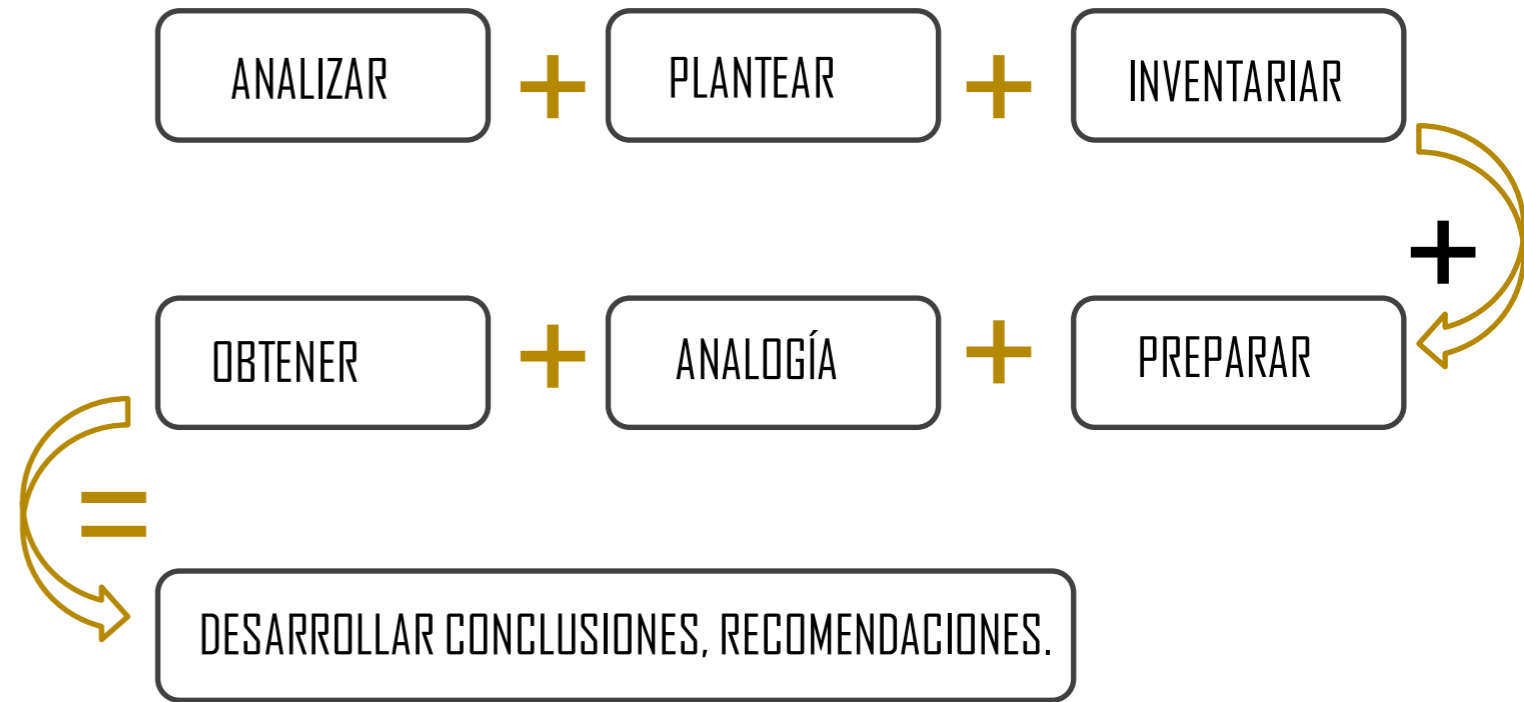 ANALIZAR + PLANTEAR + INVENTARIAR
+
OBTENER + ANALOGÍA + PREPARAR
=
DESARROLLAR CONCLUSIONES, RECOMENDACIONES.